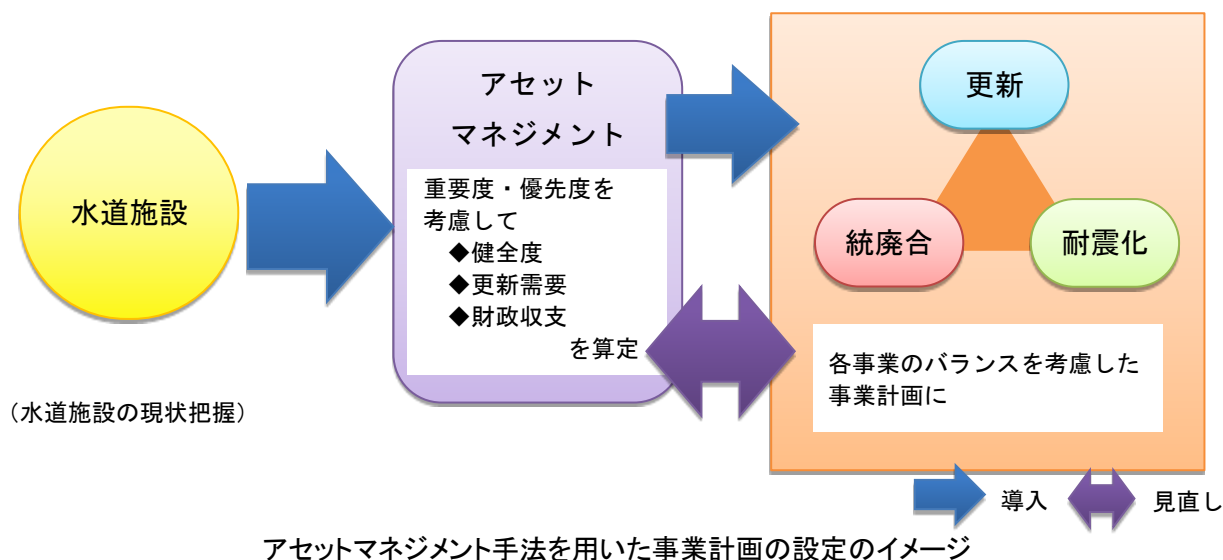 水道施設
（水道施設の現状把握）
アセット
マネジメント
重要度・優先度を
考慮して
◆健全度
◆更新需要
◆財政収支
を算定
更新
統廃合
耐震化
各事業のバランスを考慮した
事業計画に
導入
見直し
アセットマネジメント手法を用いた事業計画の設定のイメージ